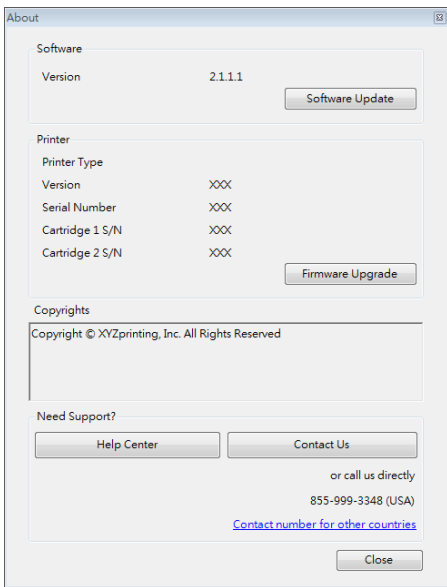 About
Software
Version 2.1.1.1
Software Update
Printer
Printer Type
Version XXX
Serial Number XXX
Cartridge 1 S/N XXX
Cartridge 2 S/N XXX
Firmware Upgrade
Copyrights
Copyright © XYZprinting, Inc. All Rights Reserved
Need Support?
Help Center Contact Us
or call us directly
855-999-3348 (USA)
Contact number for other countries
Close